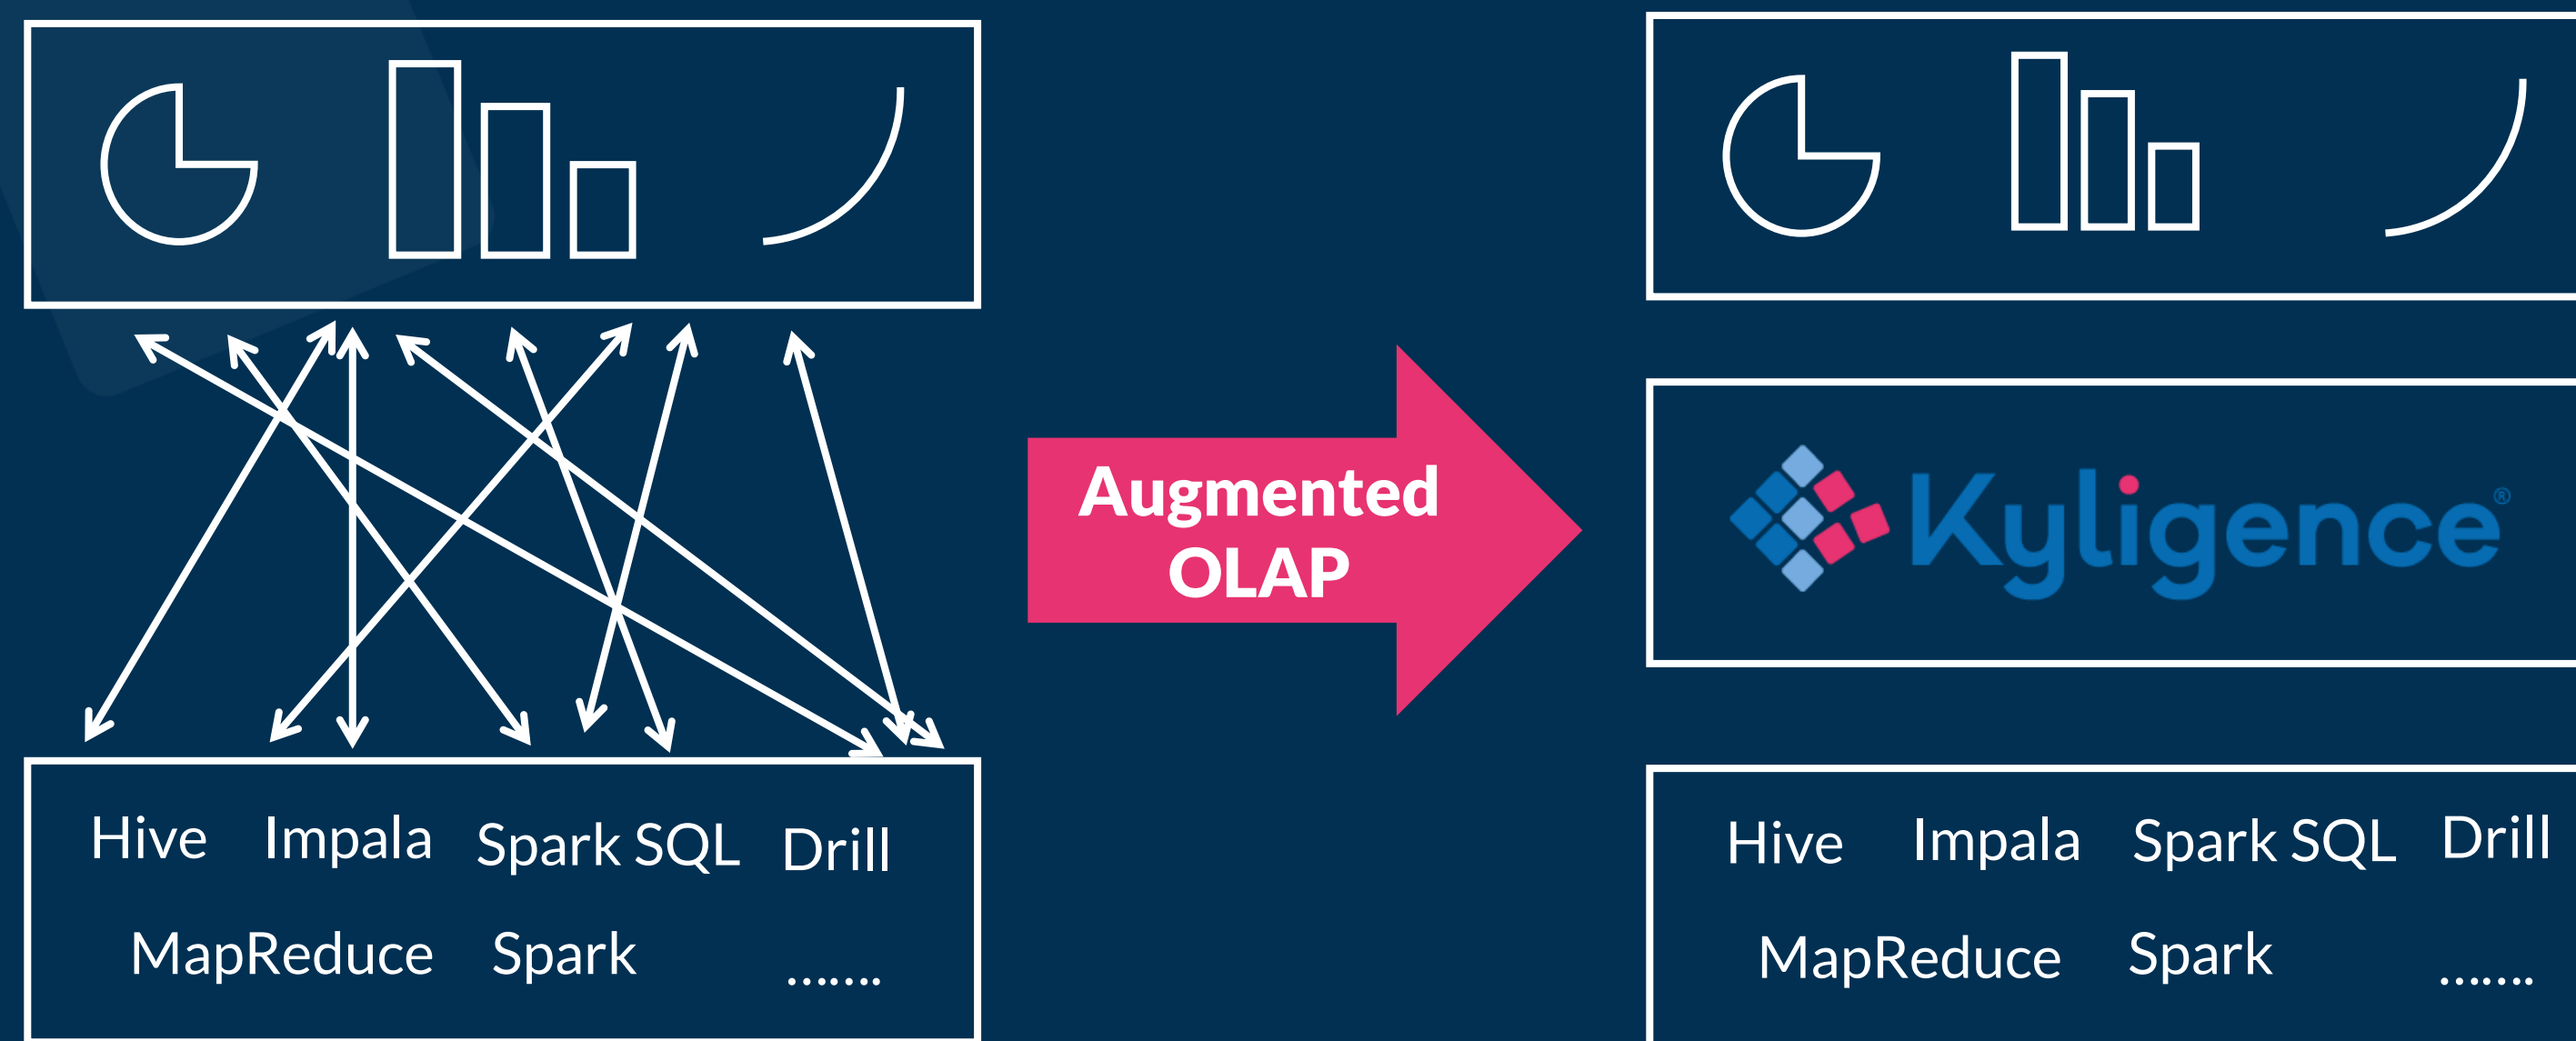 Augmented
OLAP
Kyligence®
Hive Impala Spark SQL Drill
MapReduce Spark .......
Hive Impala Spark SQL Drill
MapReduce Spark .......